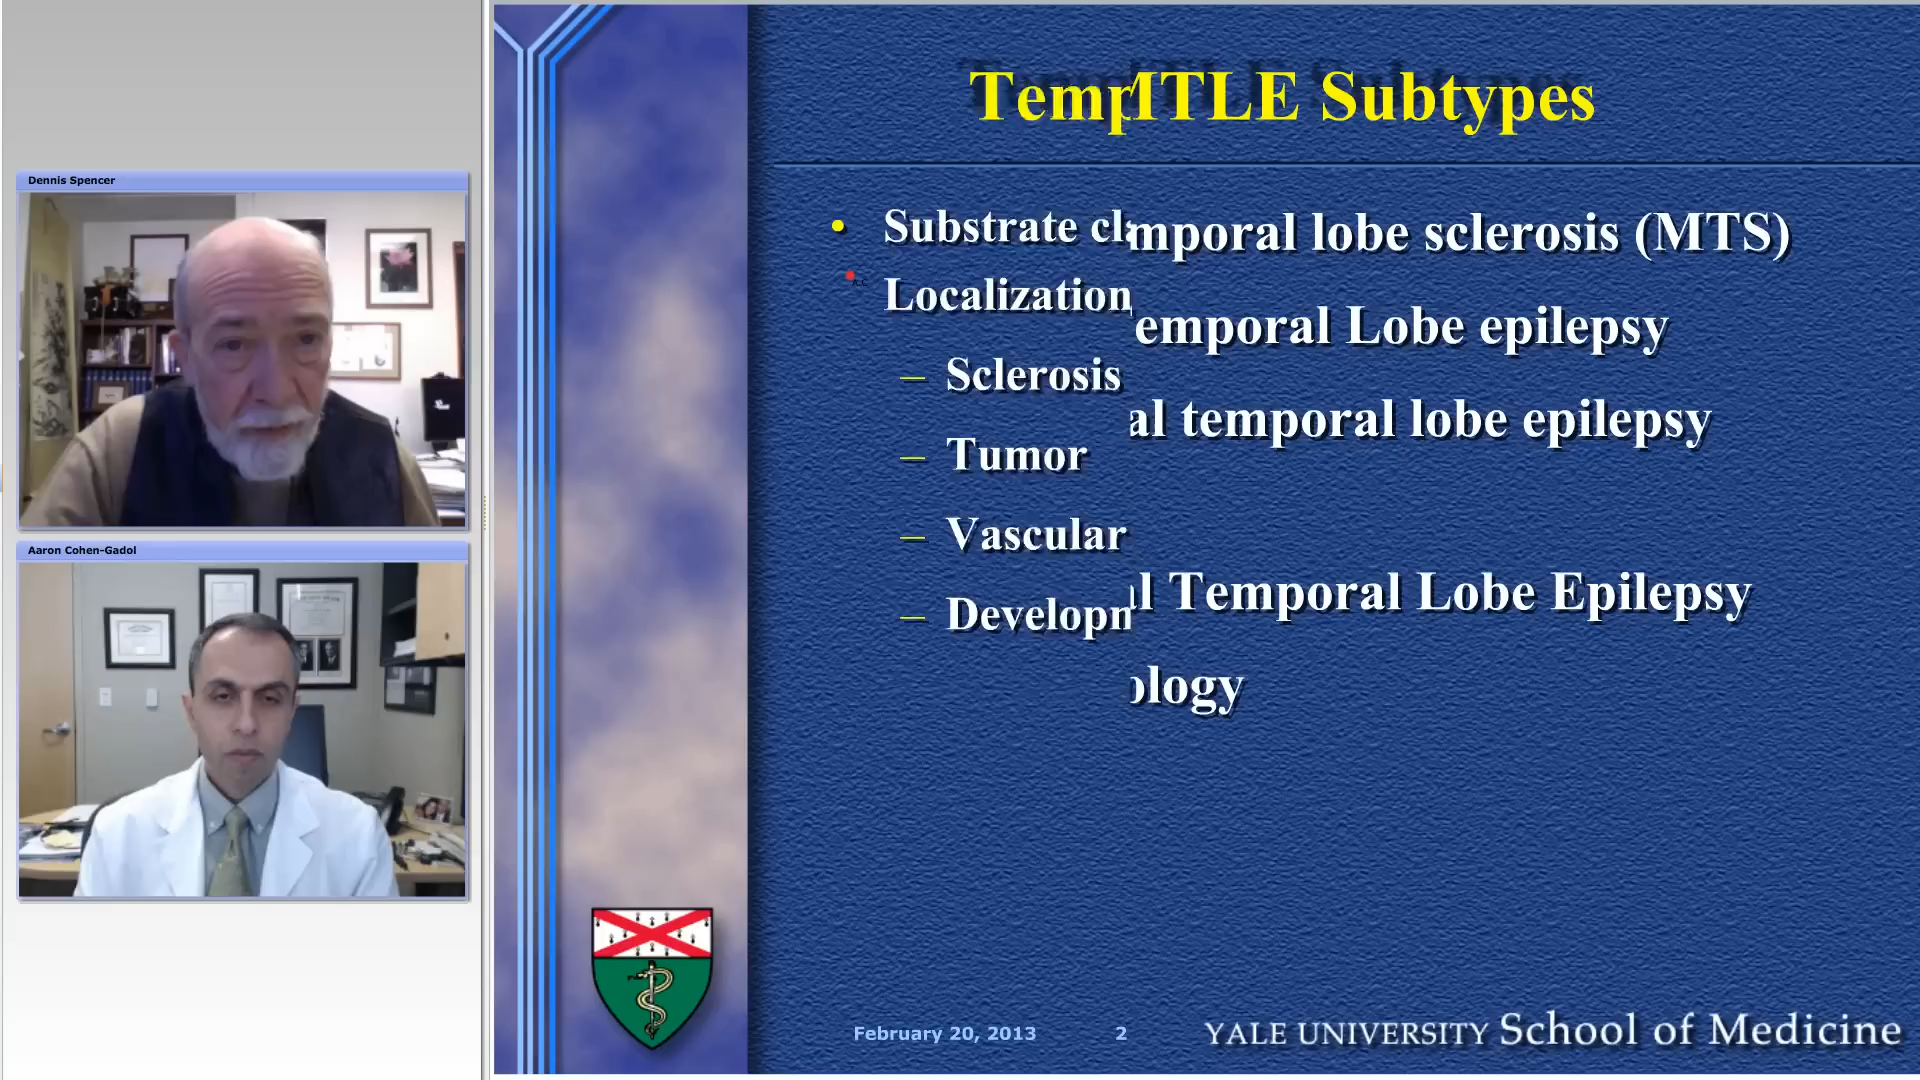 Dennis Spencer
Aaron Cohen-Gadol
TempITLE Subtypes
• Substrate clmporal lobe sclerosis (MTS)
Localization
emporal Lobe epilepsy
– Sclerosis
al temporal lobe epilepsy
– Tumor
– Vascular
l Temporal Lobe Epilepsy
– Developn
ology
February 20, 2013
2
YALE UNIVERSITY School of Medicine